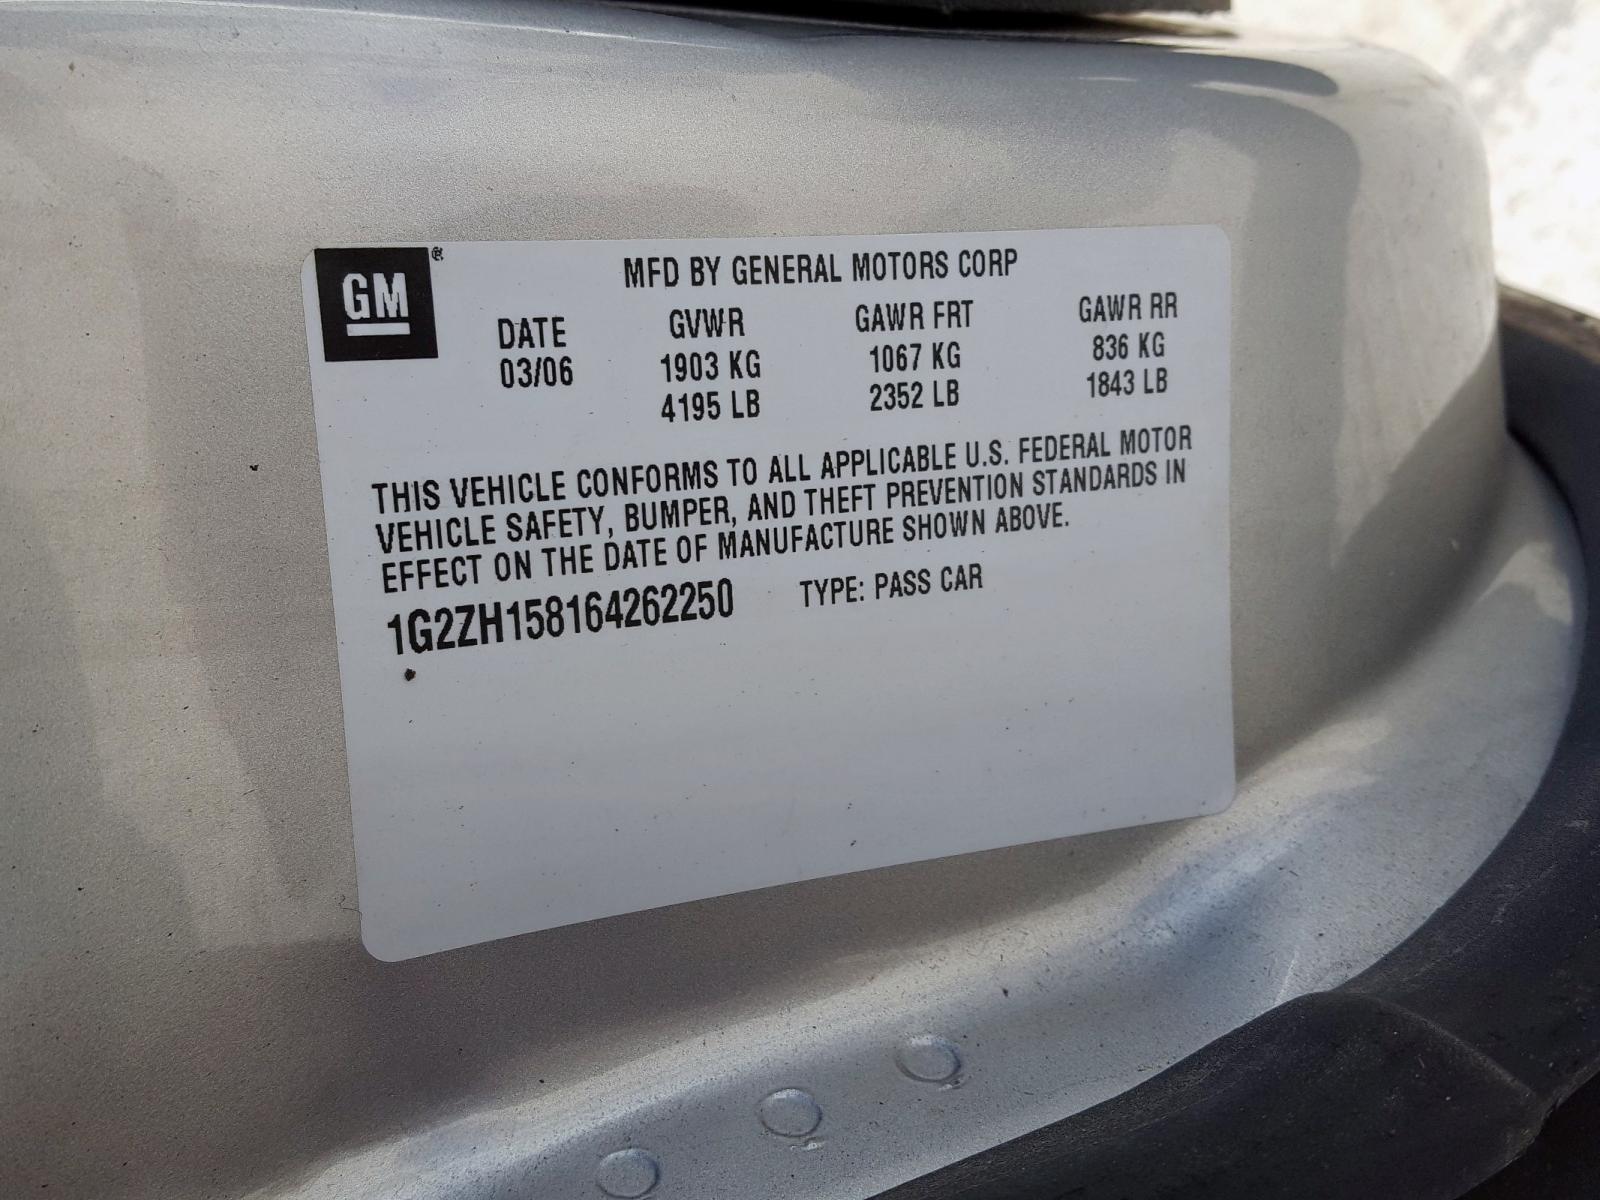 GM®
MFD BY GENERAL MOTORS CORP
DATE GVWR GAWR FRT GAWR RR
03/06 1903 KG 1067 KG 836 KG
4195 LB 2352 LB 1843 LB
THIS VEHICLE CONFORMS TO ALL APPLICABLE U.S. FEDERAL MOTOR
VEHICLE SAFETY, BUMPER, AND THEFT PREVENTION STANDARDS IN
EFFECT ON THE DATE OF MANUFACTURE SHOWN ABOVE.
1G2ZH158164262250 TYPE: PASS CAR